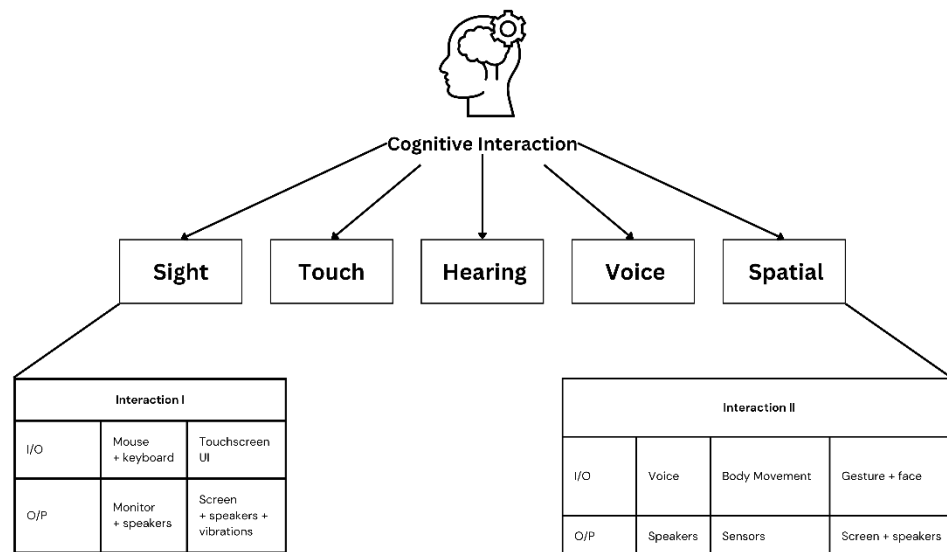 Cognitive Interaction
Sight
Touch
Hearing
Voice
Spatial
Interaction I
I/O
Mouse
+ keyboard
Touchscreen
UI
O/P
Monitor
+ speakers
Screen
+ speakers +
vibrations
Interaction II
I/O
Voice
Body Movement
Gesture + face
O/P
Speakers
Sensors
Screen + speakers